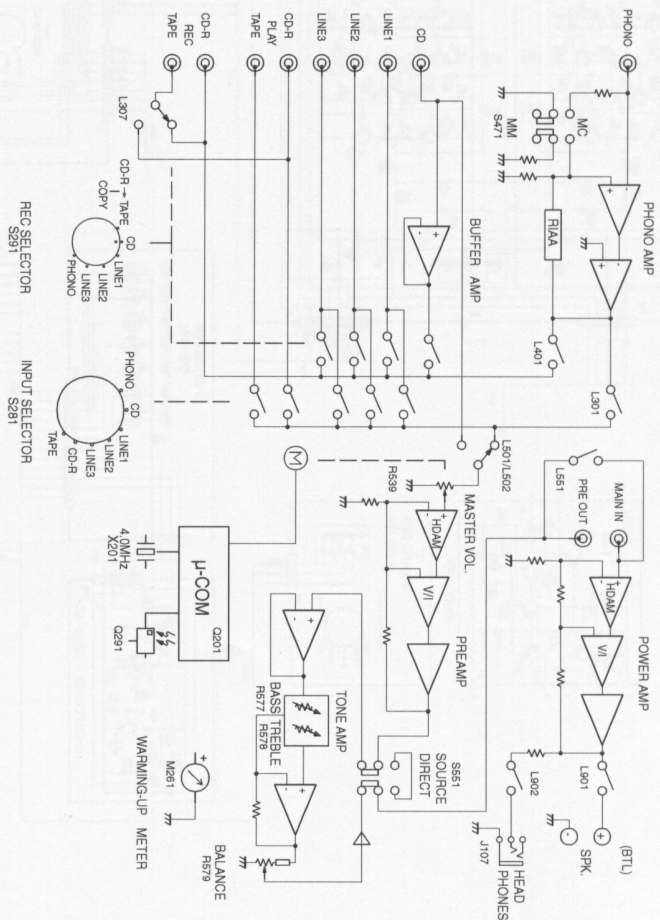 PHONO
CD
LINE1
LINE2
LINE3
CD-R
PLAY
TAPE
CD-R
REC
TAPE
MM
S471
MC
RIAA
PHONO AMP
L401
L301
BUFFER AMP
L307
CD-R → TAPE
COPY
CD
LINE1
LINE2
LINE3
PHONO
REC SELECTOR
S291
PHONO
CD
LINE1
LINE2
LINE3
CD-R
TAPE
INPUT SELECTOR
S281
L501/L502
R539
MASTER VOL.
M
HDAM
V/I
PREAMP
L551
PRE OUT
MAIN IN
HDAM
V/I
POWER AMP
L901
L902
(BTL)
SPK.
J107
HEAD
PHONES
S551
SOURCE
DIRECT
TONE AMP
BASS TREBLE
R577 R578
BALANCE
R579
4.0MHz
X201
µ-COM
Q201
Q291
M261
WARMING-UP METER